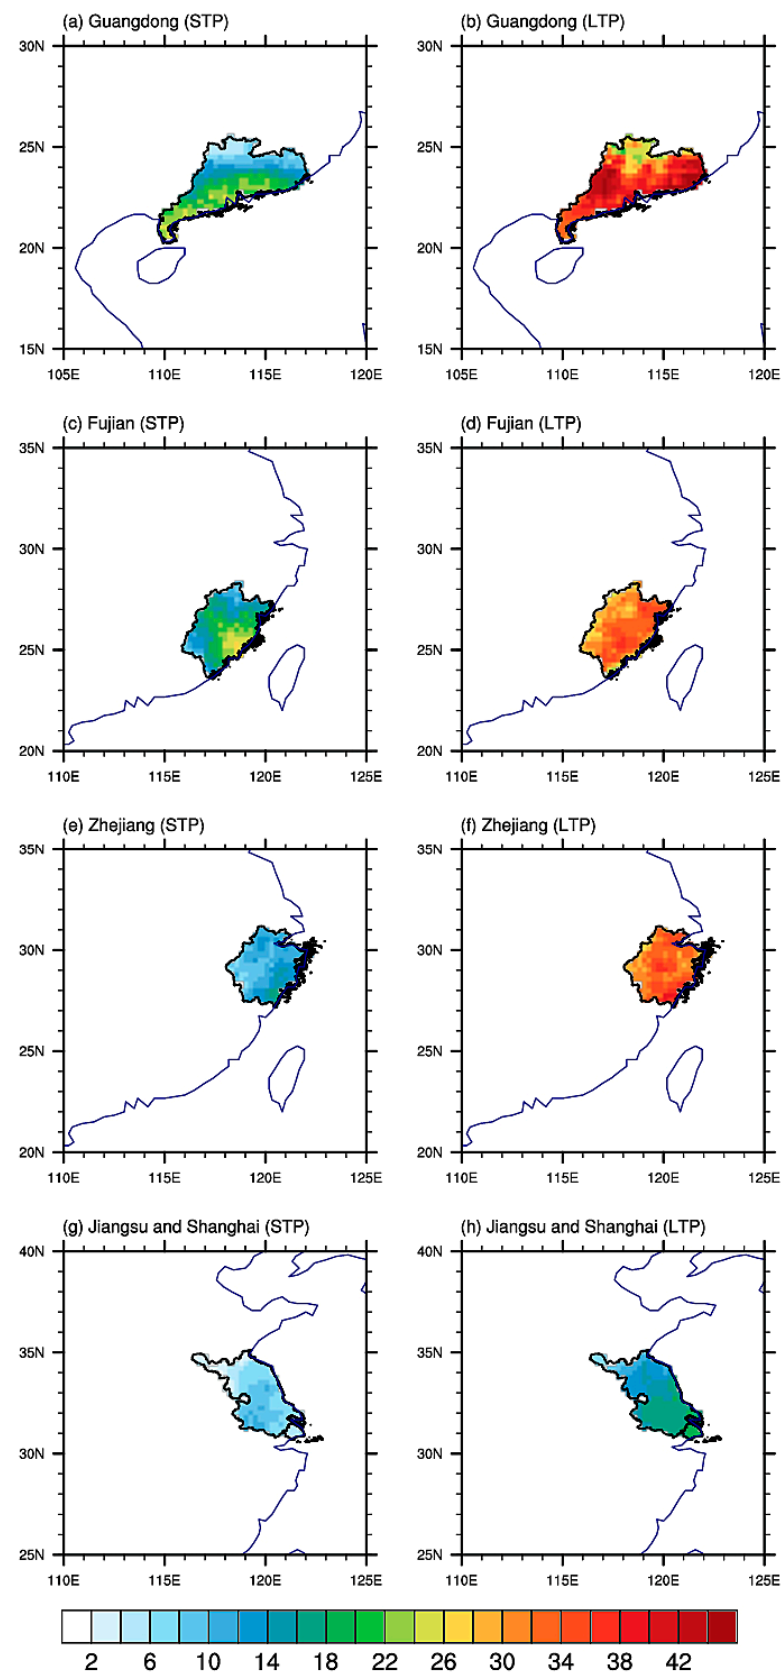 (a) Guangdong (STP)
(b) Guangdong (LTP)
30N
30N
25N
25N
20N
20N
15N
15N
105E 110E 115E 120E
105E 110E 115E 120E
(c) Fujian (STP)
(d) Fujian (LTP)
35N
35N
30N
30N
25N
25N
20N
20N
110E 115E 120E 125E
110E 115E 120E 125E
(e) Zhejiang (STP)
(f) Zhejiang (LTP)
35N
35N
30N
30N
25N
25N
20N
20N
110E 115E 120E 125E
110E 115E 120E 125E
(g) Jiangsu and Shanghai (STP)
(h) Jiangsu and Shanghai (LTP)
40N
40N
35N
35N
30N
30N
25N
25N
110E 115E 120E 125E
110E 115E 120E 125E
2 6 10 14 18 22 26 30 34 38 42